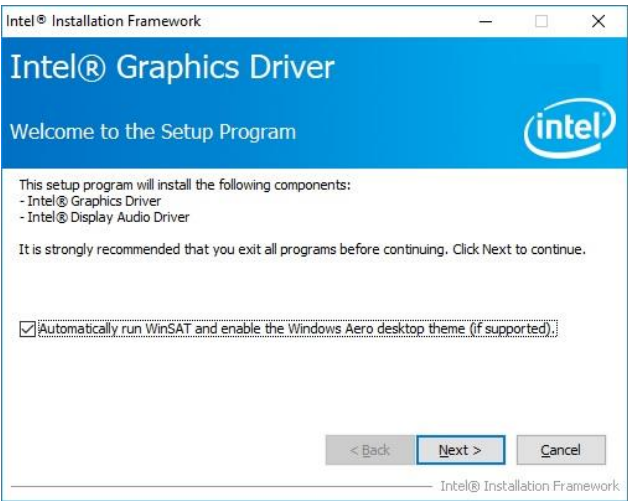 Intel® Installation Framework
Intel® Graphics Driver
Welcome to the Setup Program
intel
This setup program will install the following components:
- Intel® Graphics Driver
- Intel® Display Audio Driver
It is strongly recommended that you exit all programs before continuing. Click Next to continue.
Automatically run WinSAT and enable the Windows Aero desktop theme (if supported).
< Back Next > Cancel
Intel® Installation Framework